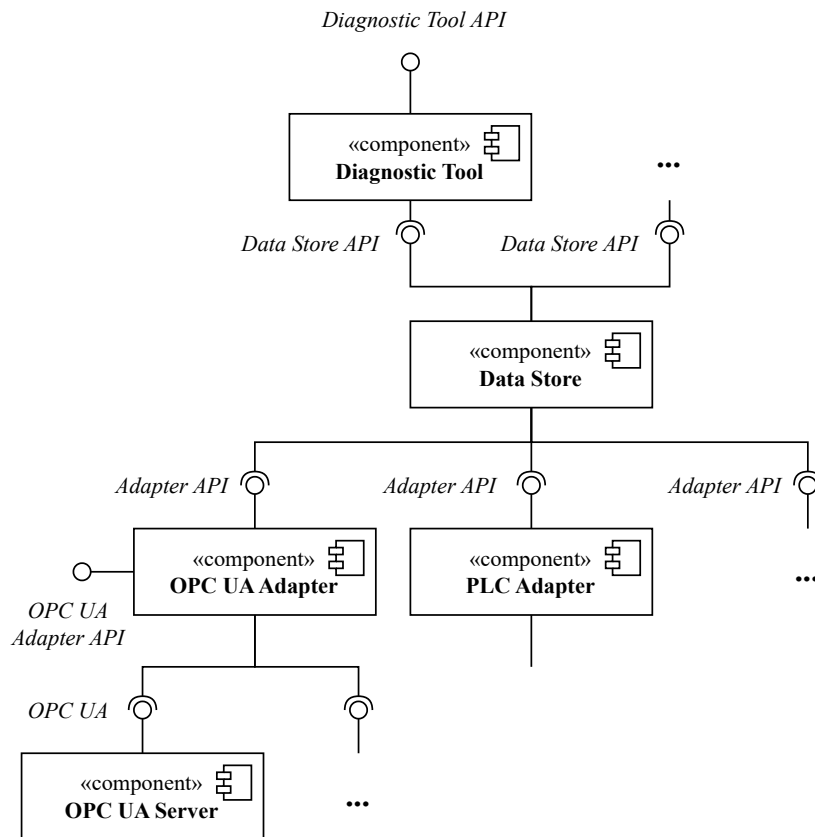 Diagnostic Tool API
«component»
Diagnostic Tool
...
Data Store API
Data Store API
«component»
Data Store
Adapter API
Adapter API
Adapter API
«component»
OPC UA Adapter
«component»
PLC Adapter
...
OPC UA
Adapter API
OPC UA
«component»
OPC UA Server
...